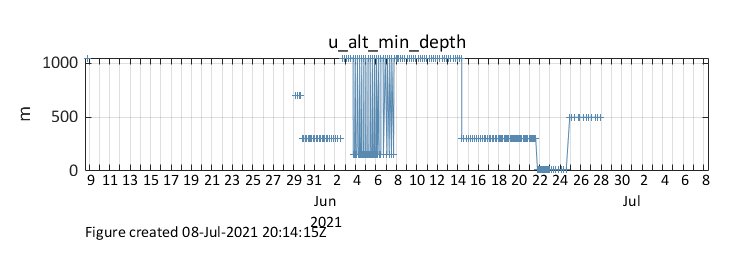 u_alt_min_depth
1000
500
0
m
9 11 13 15 17 19 21 23 25 27 29 31 2 4 6 8 10 12 14 16 18 20 22 24 26 28 30 2 4 6 8
Jun Jul
2021
Figure created 08-Jul-2021 20:14:15Z